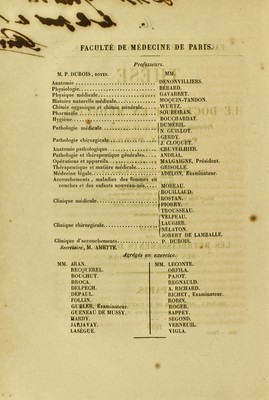 FACULTÉ DE MÉDECINE DE PARIS.
Professeurs.
M. P. DUBOIS, DOYEN. MM.
Anatomie DENONVILLIERS.
Physiologie BÉRARD.
Physique médicale GAVARRET.
Histoire naturelle médicale MOQUIN-TANDON.
Chimie organique et chimie minérale WURTZ.
Pharmacie SOUBEIRAN.
Hygiène BOUCHARDAT.
Pathologie médicale DUMÉRIL.
N. GUILLOT.
Pathologie chirurgicale GERDY.
J. CLOQUET.
Anatomie pathologique CRUVEILHIER.
Pathologie et thérapeutique générales ANDRAL.
Opérations et appareils MALGAIGNE, Président.
Thérapeutique et matière médicale GRISOLLE.
Médecine légale ADELON, Examinateur.
Accouchements, maladies des femmes en
couches et des enfants nouveau-nés MOREAU.
Clinique médicale BOUILLAUD.
ROSTAN.
PIORRY.
TROUSSEAU.
Clinique chirurgicale VELPEAU.
LAUGIER.
NÉLATON.
JOBERT DE LAMBALLE.
Clinique d'accouchements P. DUBOIS.
Secrétaire, M. AMETTE.
Agrégés en exercice.
MM. ARAN. MM. LECONTE.
BECQUEREL. ORFILA.
BOUCHUT. PAJOT.
BROCA. REGNAULD.
DELPECH. A. RICHARD.
DEPAUL. RICHET, Examinateur.
FOLLIN. ROBIN.
GUBLER, Examinateur. ROGER.
GUENEAU DE MUSSY. SAPPEY.
HARDY. SEGOND.
JARJAVAY. VERNEUIL.
LASÈGUE. VIGLA.